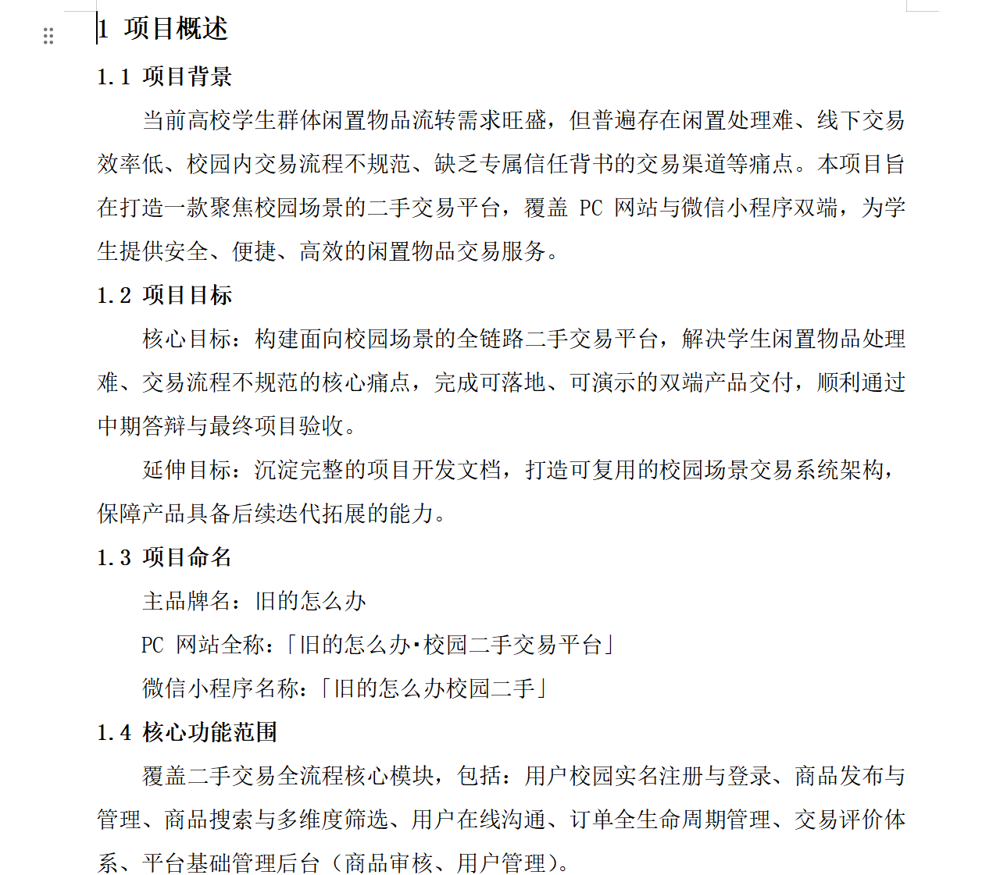 1 项目概述
1.1 项目背景
当前高校学生群体闲置物品流转需求旺盛，但普遍存在闲置处理难、线下交易
效率低、校园内交易流程不规范、缺乏专属信任背书的交易渠道等痛点。本项目旨
在打造一款聚焦校园场景的二手交易平台，覆盖 PC 网站与微信小程序双端，为学
生提供安全、便捷、高效的闲置物品交易服务。
1.2 项目目标
核心目标：构建面向校园场景的全链路二手交易平台，解决学生闲置物品处理
难、交易流程不规范的核心痛点，完成可落地、可演示的双端产品交付，顺利通过
中期答辩与最终项目验收。
延伸目标：沉淀完整的项目开发文档，打造可复用的校园场景交易系统架构，
保障产品具备后续迭代拓展的能力。
1.3 项目命名
主品牌名：旧的怎么办
PC 网站全称：「旧的怎么办·校园二手交易平台」
微信小程序名称：「旧的怎么办校园二手」
1.4 核心功能范围
覆盖二手交易全流程核心模块，包括：用户校园实名注册与登录、商品发布与
管理、商品搜索与多维度筛选、用户在线沟通、订单全生命周期管理、交易评价体
系、平台基础管理后台（商品审核、用户管理）。